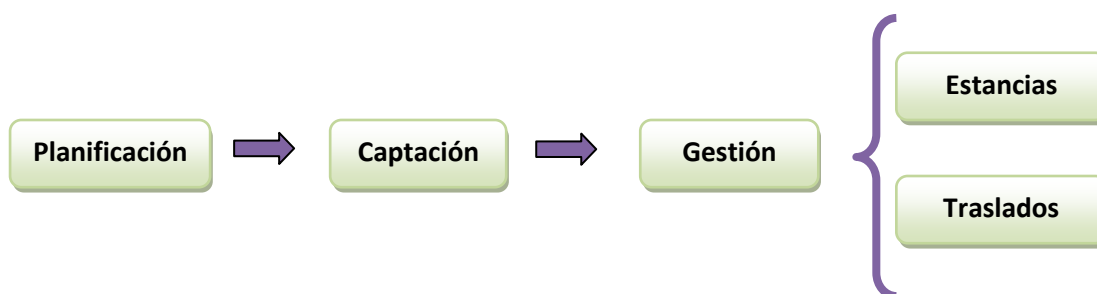 Planificación
Captación
Gestión
Estancias
Traslados